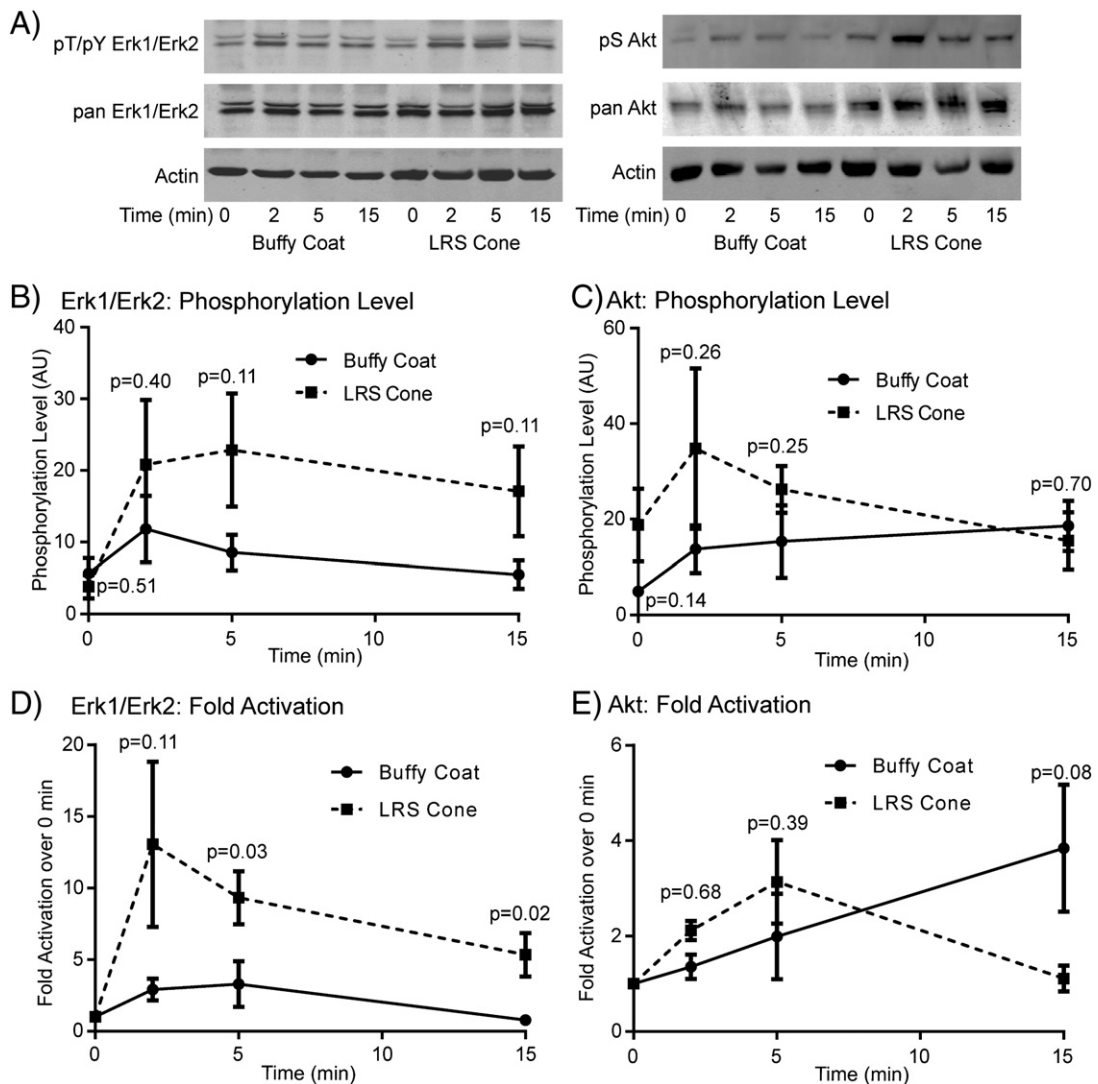 A)
pT/pY Erk1/Erk2
pan Erk1/Erk2
Actin
Time (min) 0 2 5 15 0 2 5 15
Buffy Coat LRS Cone
pS Akt
pan Akt
Actin
Time (min) 0 2 5 15 0 2 5 15
Buffy Coat LRS Cone
B) Erk1/Erk2: Phosphorylation Level
Phosphorylation Level (AU)
40
30
20
10
0
Buffy Coat
LRS Cone
p=0.40
p=0.11
p=0.11
p=0.51
0 5 10 15
Time (min)
C) Akt: Phosphorylation Level
Phosphorylation Level (AU)
60
40
20
0
p=0.26
Buffy Coat
LRS Cone
p=0.25
p=0.70
p=0.14
0 5 10 15
Time (min)
D) Erk1/Erk2: Fold Activation
Fold Activation over 0 min
20
15
10
5
0
p=0.11
Buffy Coat
LRS Cone
p=0.03
p=0.02
0 5 10 15
Time (min)
E) Akt: Fold Activation
Fold Activation over 0 min
6
4
2
0
Buffy Coat
LRS Cone
p=0.08
p=0.39
p=0.68
0 5 10 15
Time (min)